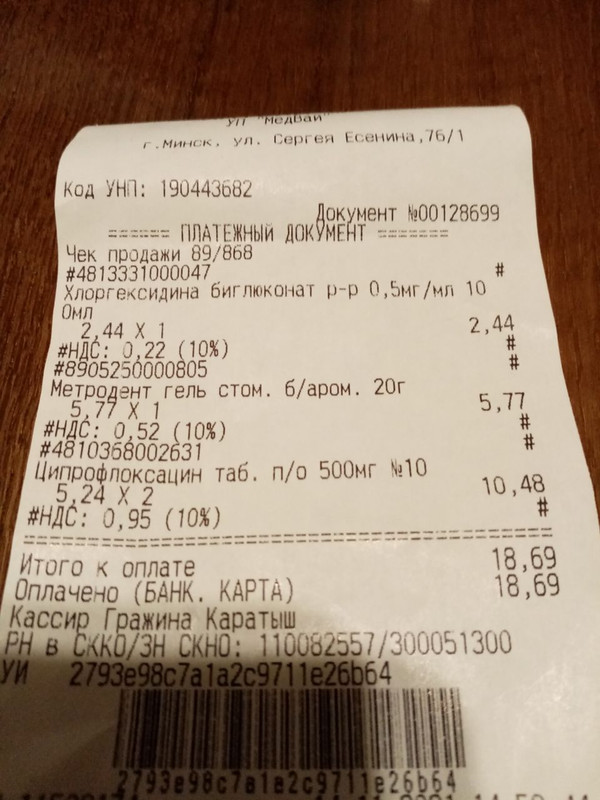 УП "МедВай"
г.Минск, ул. Сергея Есенина,76/1
Код УНП: 190443682
Документ №00128699
====== ПЛАТЕЖНЫЙ ДОКУМЕНТ =======
Чек продажи 89/868
#4813331000047 #
Хлоргексидина биглюконат р-р 0,5мг/мл 10
0мл
2,44 X 1 2,44
#НДС: 0,22 (10%) #
#8905250000805 #
Метродент гель стом. б/аром. 20г
5,77 X 1 5,77
#НДС: 0,52 (10%) #
#4810368002631 #
Ципрофлоксацин таб. п/о 500мг №10
5,24 X 2 10,48
#НДС: 0,95 (10%) #
Итого к оплате 18,69
Оплачено (БАНК. КАРТА) 18,69
Кассир Гражина Каратыш
РН в СККО/ЗН СКНО: 110082557/300051300
УИ 2793e98c7a1a2c9711e26b64
2793e98c7a1a2c9711e26b64